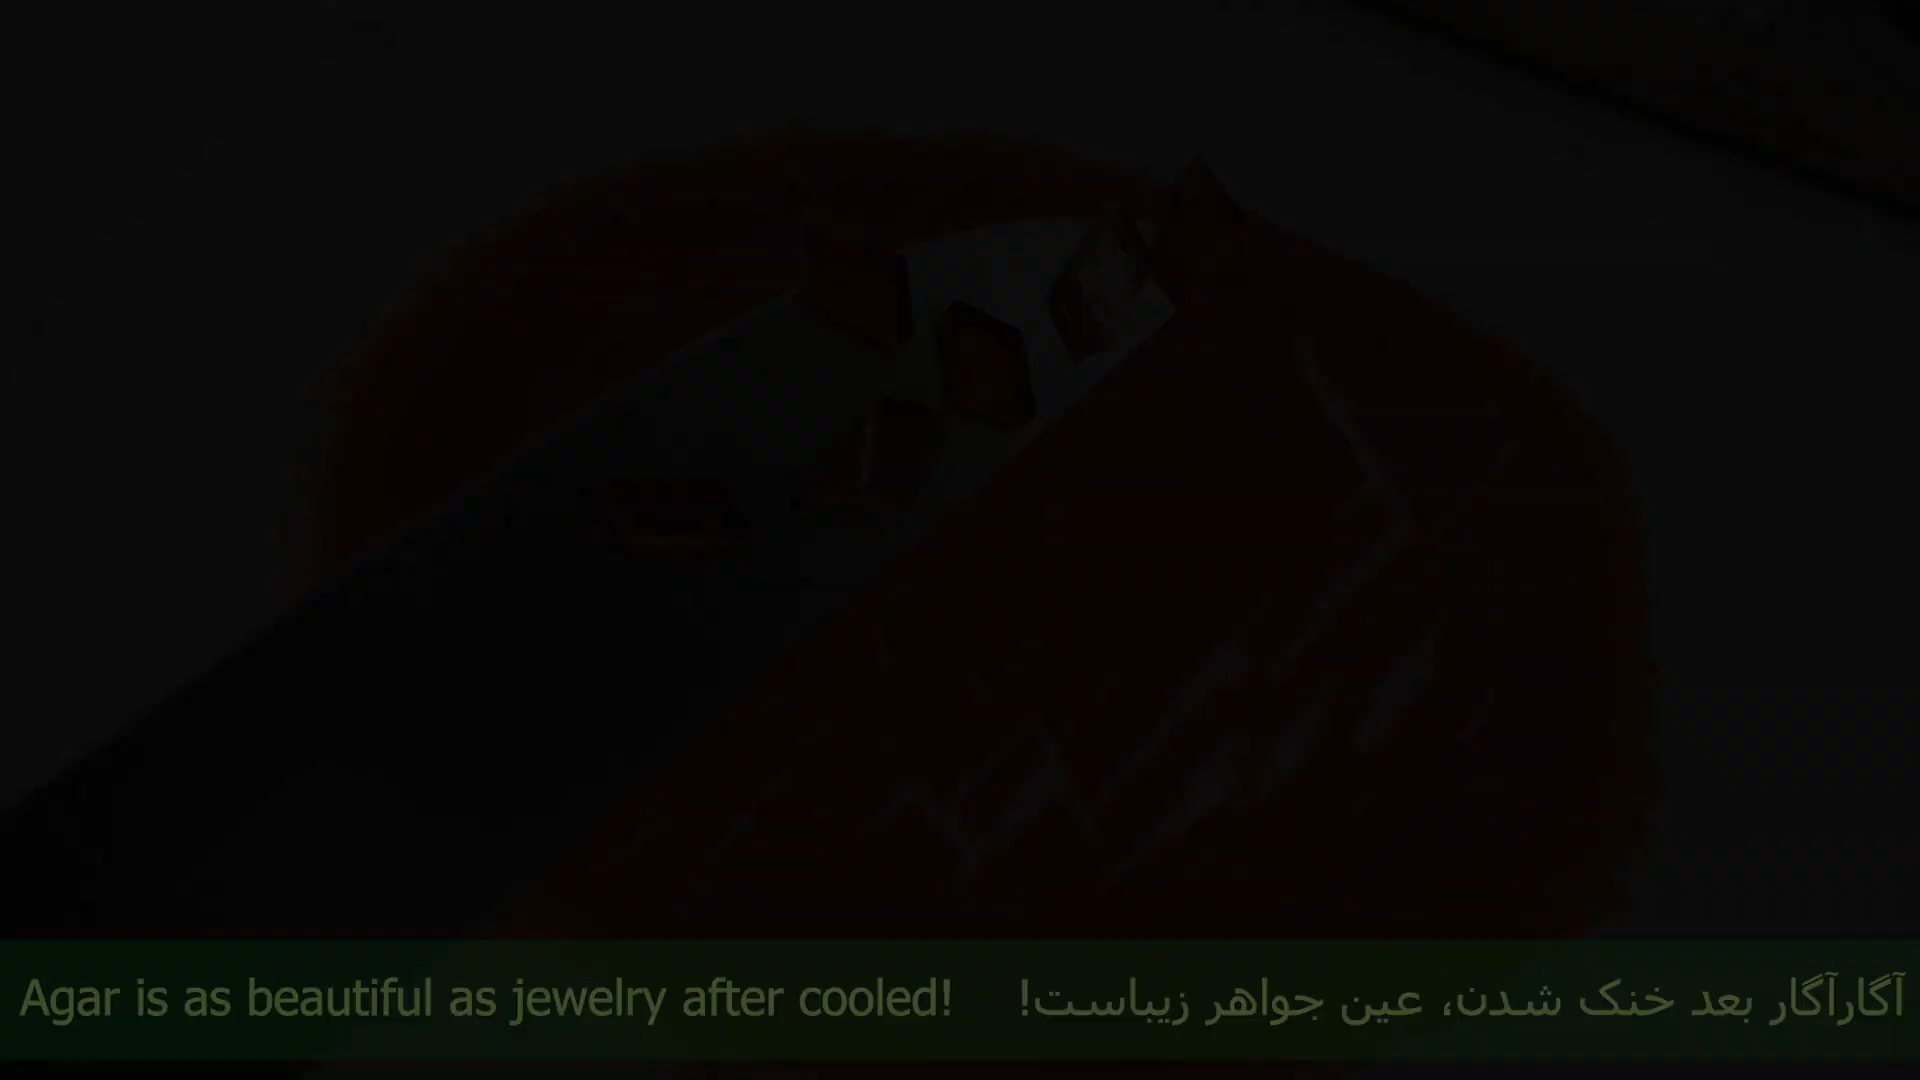 Agar is as beautiful as jewelry after cooled!
آگارآگار بعد خنک شدن، عین جواهر زیباست!